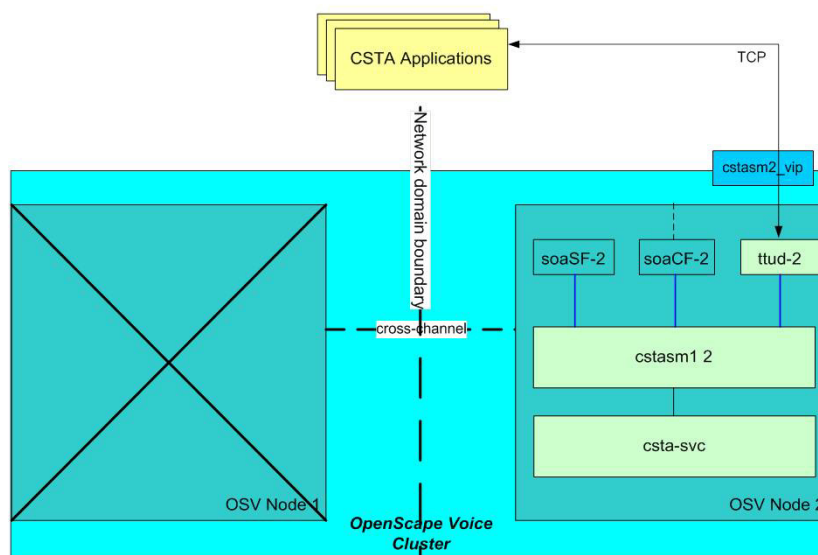 CSTA Applications
TCP
Network domain boundary
cstasm2_vip
soaSF-2
soaCF-2
ttud-2
cross-channel
cstasm1 2
csta-svc
OSV Node 1
OSV Node 2
OpenScape Voice
Cluster